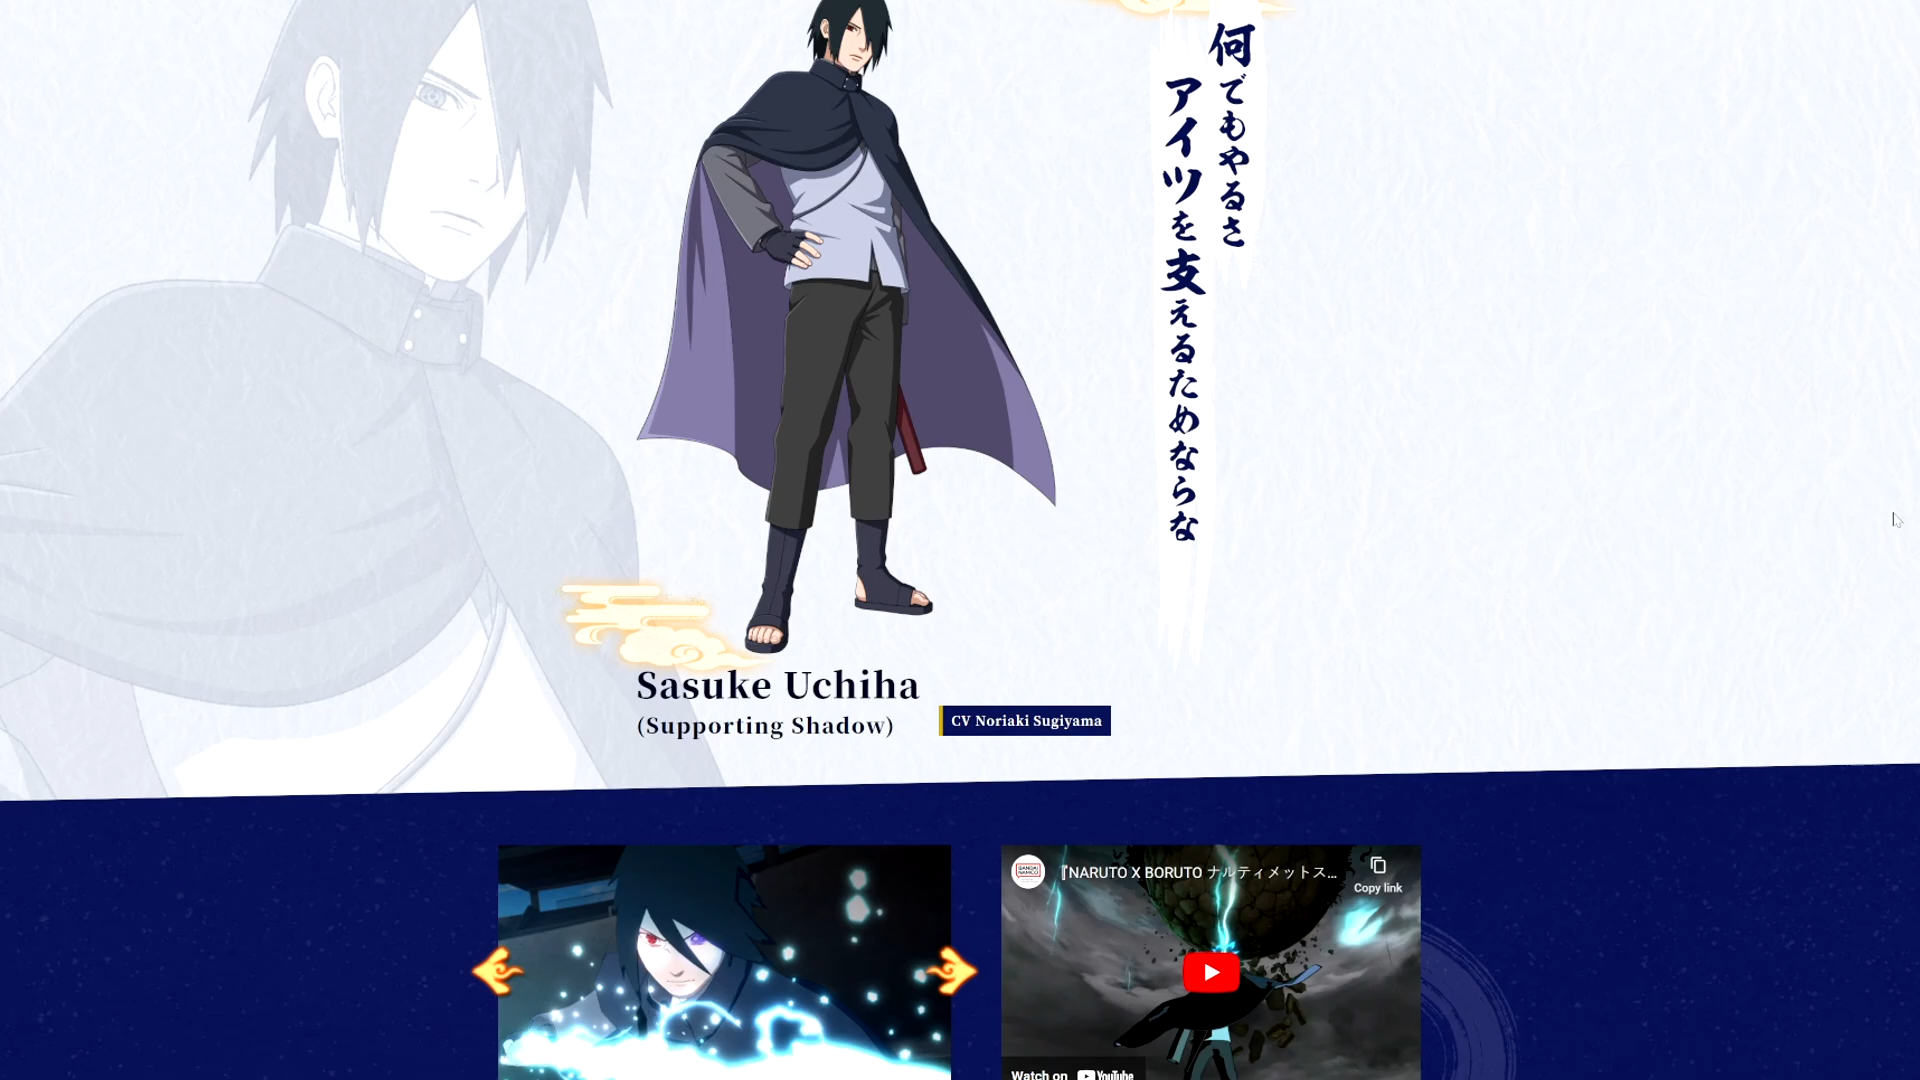 何でもやるさ
アイツを支えるためならな
Sasuke Uchiha
(Supporting Shadow)
CV Noriaki Sugiyama
BANDAI
NAMCO
『NARUTO X BORUTO ナルティメットス...
Copy link
Watch on YouTube